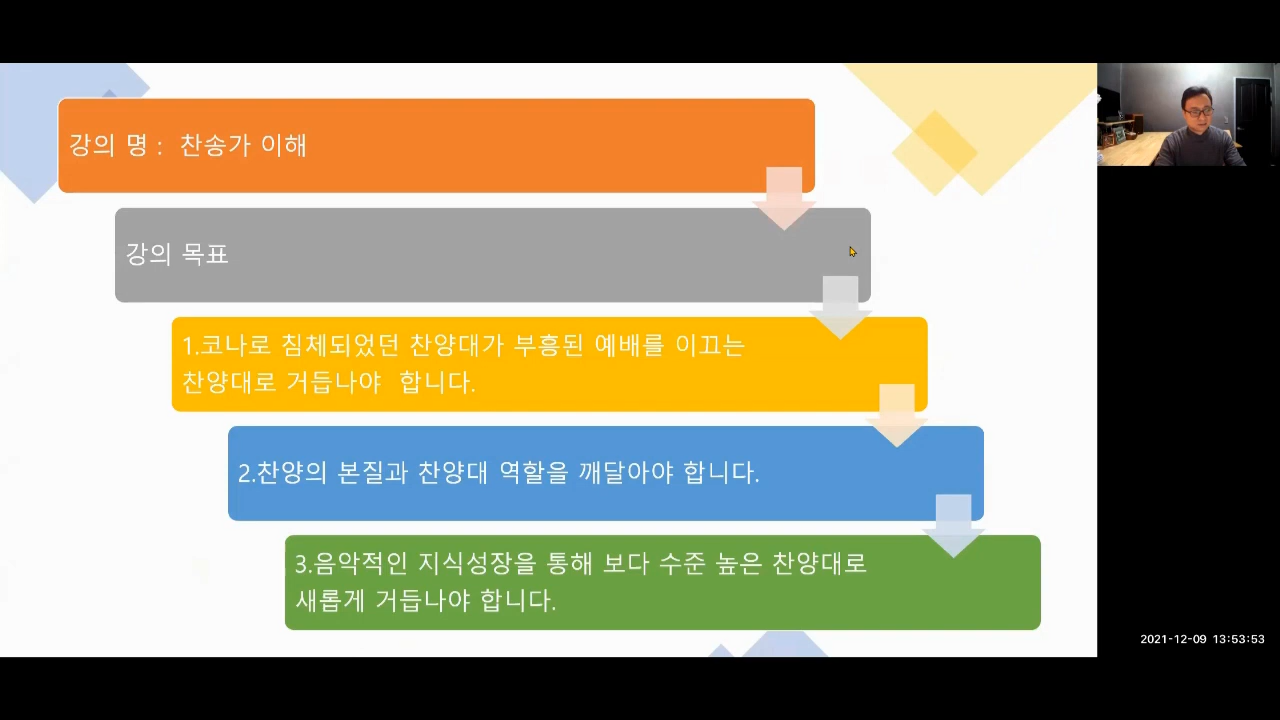 강의 명 : 찬송가 이해
강의 목표
1.코나로 침체되었던 찬양대가 부흥된 예배를 이끄는
찬양대로 거듭나야 합니다.
2.찬양의 본질과 찬양대 역할을 깨달아야 합니다.
3.음악적인 지식성장을 통해 보다 수준 높은 찬양대로
새롭게 거듭나야 합니다.
2021-12-09 13:53:53